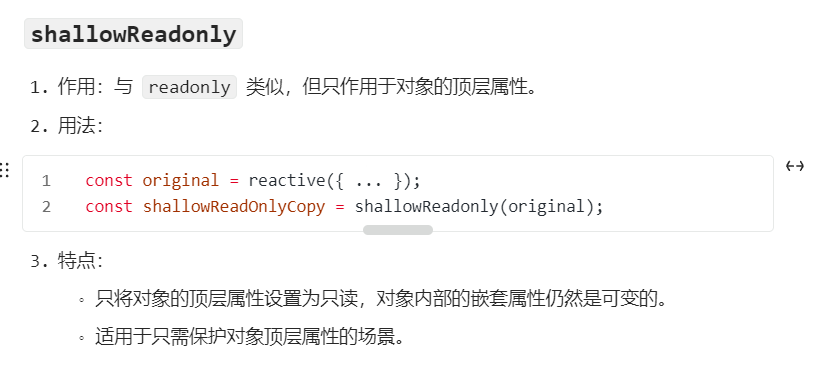 shallowReadonly
1. 作用：与 readonly 类似，但只作用于对象的顶层属性。
2. 用法：
1 const original = reactive({ ... });
2 const shallowReadOnlyCopy = shallowReadonly(original);
3. 特点：
◦ 只将对象的顶层属性设置为只读，对象内部的嵌套属性仍然是可变的。
◦ 适用于只需保护对象顶层属性的场景。